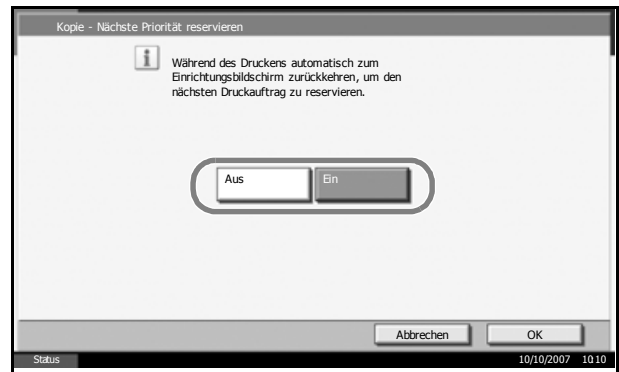 Kopie - Nächste Priorität reservieren
Während des Druckens automatisch zum
Einrichtungsbildschirm zurückkehren, um den
nächsten Druckauftrag zu reservieren.
Aus
Ein
Abbrechen
OK
Status
10/10/2007 10:10